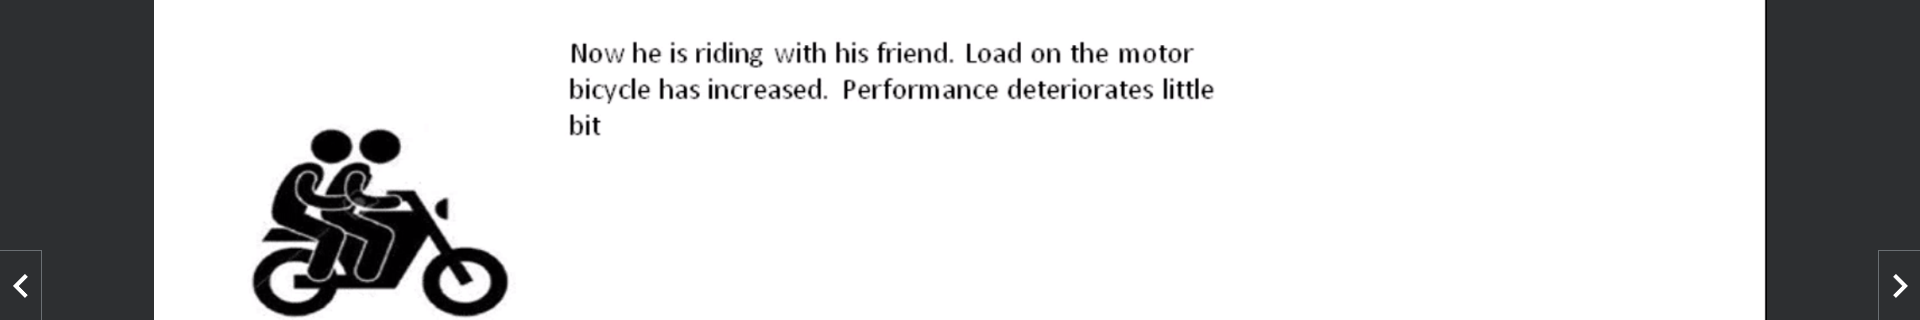 Now he is riding with his friend. Load on the motor
bicycle has increased. Performance deteriorates little
bit